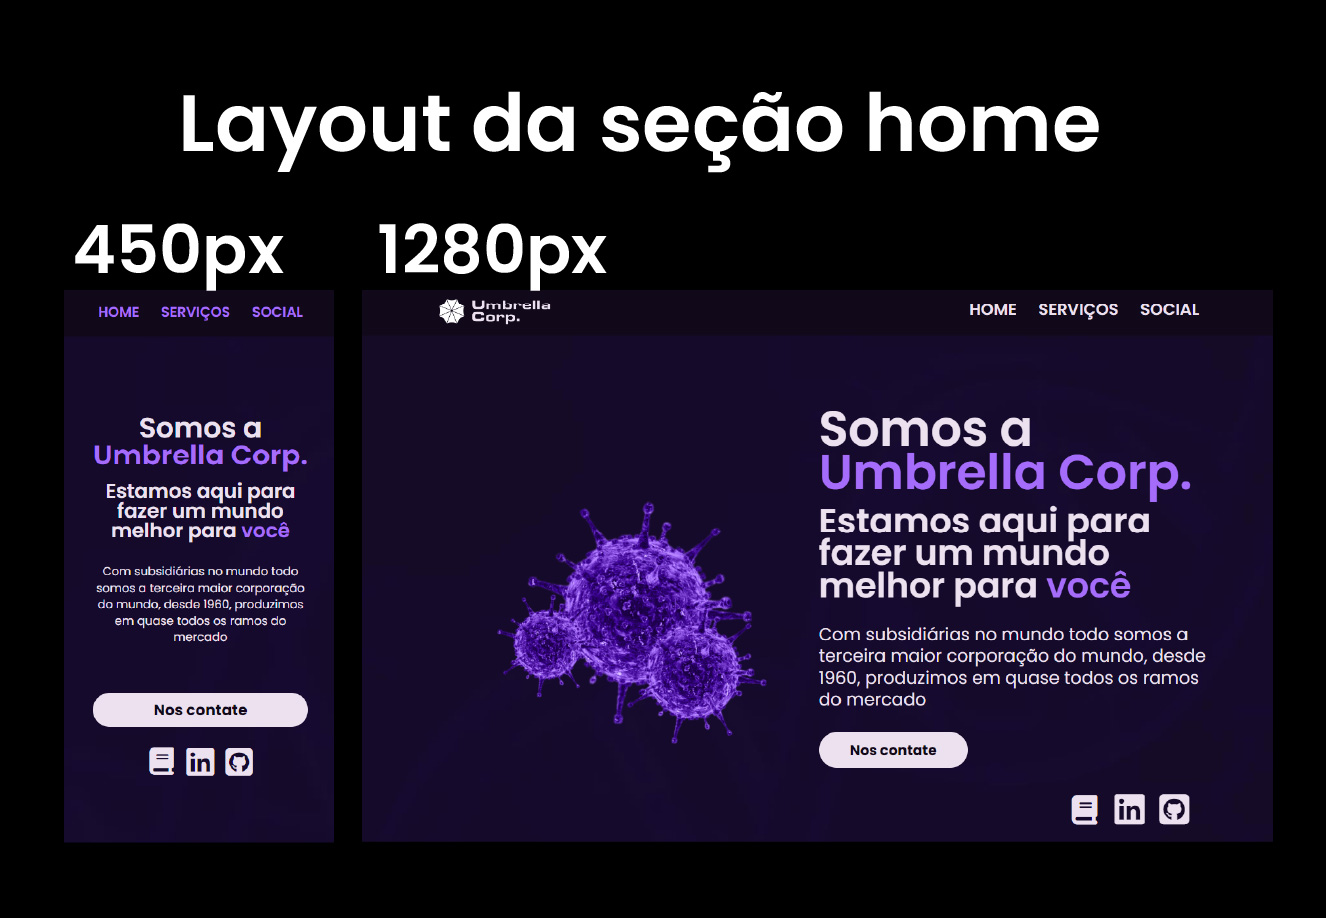 Layout da seção home
450px
HOME SERVIÇOS SOCIAL
Somos a
Umbrella Corp.
Estamos aqui para
fazer um mundo
melhor para você
Com subsidiárias no mundo todo
somos a terceira maior corporação
do mundo, desde 1960, produzimos
em quase todos os ramos do
mercado
Nos contate
in
1280px
Umbrella
Corp.
HOME SERVIÇOS SOCIAL
Somos a
Umbrella Corp.
Estamos aqui para
fazer um mundo
melhor para você
Com subsidiárias no mundo todo somos a
terceira maior corporação do mundo, desde
1960, produzimos em quase todos os ramos
do mercado
Nos contate
in